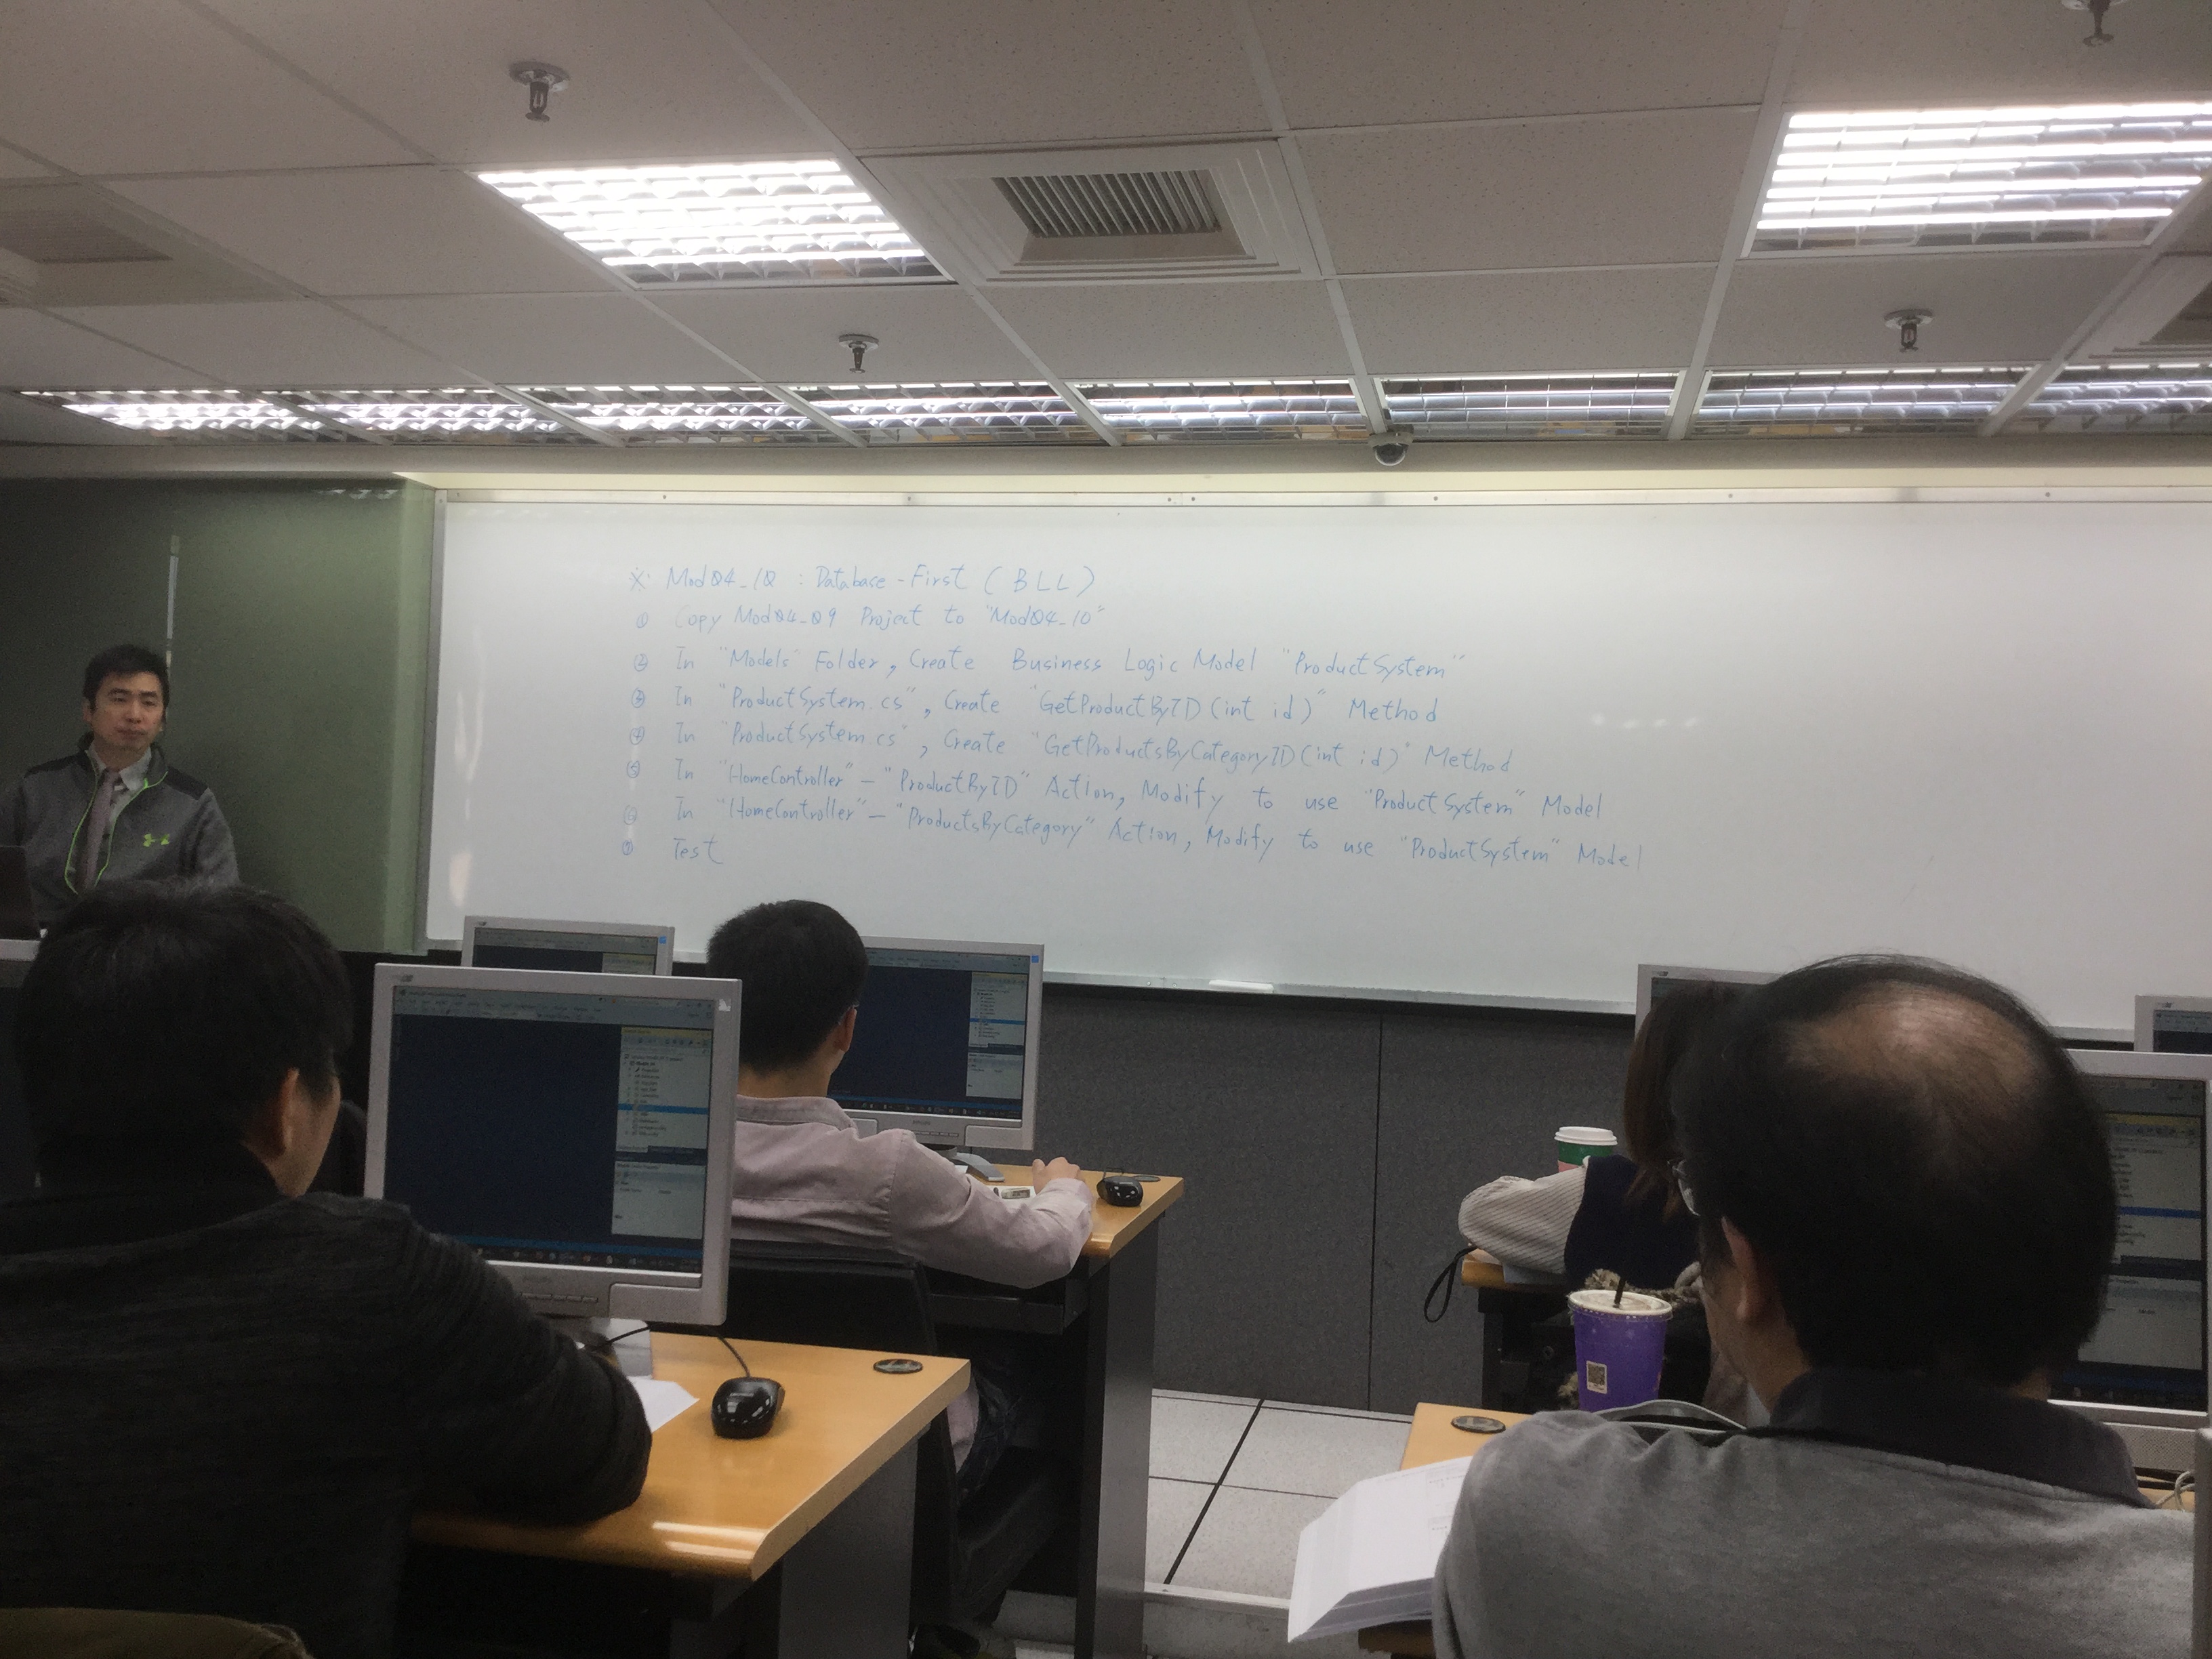 ※ Mod04_10 : Database-First (BLL)
① Copy Mod04_09 Project to "Mod04_10"
② In "Models" Folder, Create Business Logic Model "ProductSystem"
③ In "ProductSystem.cs", Create "GetProductByID(int id)" Method
④ In "ProductSystem.cs", Create "GetProductsByCategoryID(int id)" Method
⑤ In "HomeController" - "ProductByID" Action, Modify to use "ProductSystem" Model
⑥ In "HomeController" - "ProductsByCategory" Action, Modify to use "ProductSystem" Model
⑦ Test